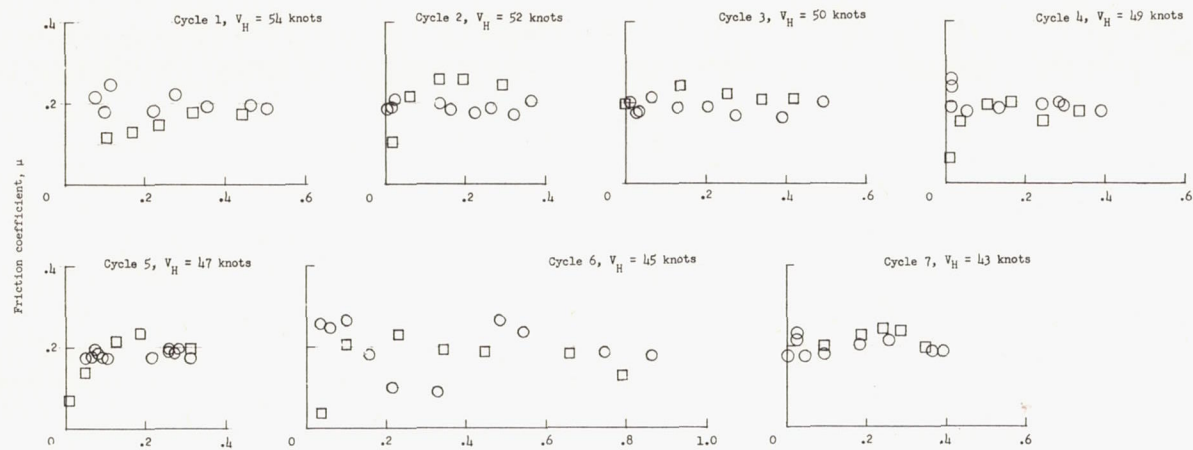 Cycle 1, V_H = 54 knots
Cycle 2, V_H = 52 knots
Cycle 3, V_H = 50 knots
Cycle 4, V_H = 49 knots
.4
.2
0 .2 .4 .6
0 .2 .4
0 .2 .4 .6
0 .2 .4 .6
Friction coefficient, μ
Cycle 5, V_H = 47 knots
Cycle 6, V_H = 45 knots
Cycle 7, V_H = 43 knots
.4
.2
0 .2 .4
0 .2 .4 .6 .8 1.0
0 .2 .4 .6